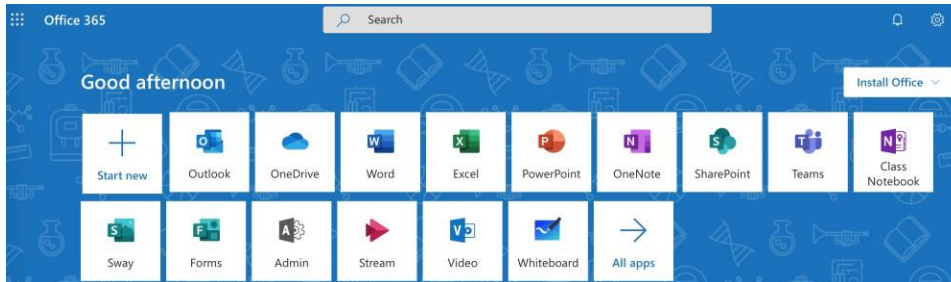 Office 365
Search
Good afternoon
Install Office
Start new
Outlook
OneDrive
Word
Excel
PowerPoint
OneNote
SharePoint
Teams
Class
Notebook
Sway
Forms
Admin
Stream
Video
Whiteboard
All apps